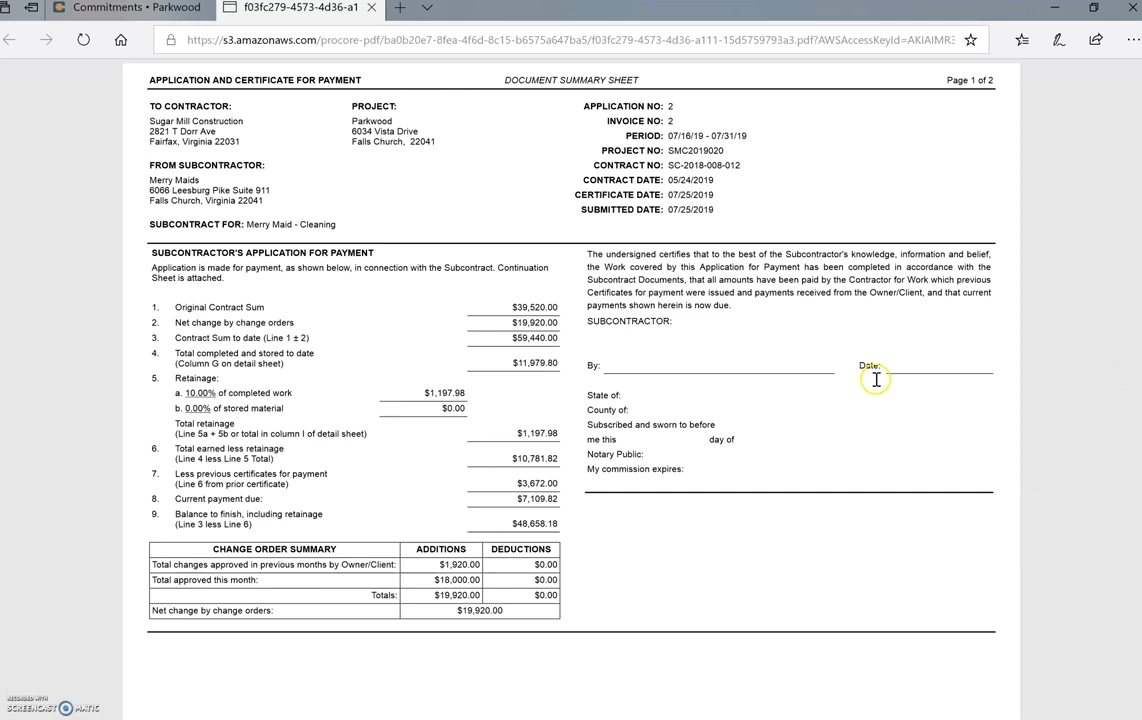 Commitments • Parkwood
f03fc279-4573-4d36-a1
https://s3.amazonaws.com/procore-pdf/ba0b20e7-8fea-4f6d-8c15-b6575a647ba5/f03fc279-4573-4d36-a111-15d5759793a3.pdf?AWSAccessKeyId=AKIAIMR3
APPLICATION AND CERTIFICATE FOR PAYMENT DOCUMENT SUMMARY SHEET Page 1 of 2
TO CONTRACTOR:
Sugar Mill Construction
2821 T Dorr Ave
Fairfax, Virginia 22031
PROJECT:
Parkwood
6034 Vista Drive
Falls Church, 22041
FROM SUBCONTRACTOR:
Merry Maids
6066 Leesburg Pike Suite 911
Falls Church, Virginia 22041
SUBCONTRACT FOR: Merry Maid - Cleaning
APPLICATION NO: 2
INVOICE NO: 2
PERIOD: 07/16/19 - 07/31/19
PROJECT NO: SMC2019020
CONTRACT NO: SC-2018-008-012
CONTRACT DATE: 05/24/2019
CERTIFICATE DATE: 07/25/2019
SUBMITTED DATE: 07/25/2019
SUBCONTRACTOR'S APPLICATION FOR PAYMENT
Application is made for payment, as shown below, in connection with the Subcontract. Continuation
Sheet is attached.
1. Original Contract Sum $39,520.00
2. Net change by change orders $19,920.00
3. Contract Sum to date (Line 1 ± 2) $59,440.00
4. Total completed and stored to date
(Column G on detail sheet) $11,979.80
5. Retainage:
a. 10.00% of completed work $1,197.98
b. 0.00% of stored material $0.00
Total retainage
(Line 5a + 5b or total in column I of detail sheet) $1,197.98
6. Total earned less retainage
(Line 4 less Line 5 Total) $10,781.82
7. Less previous certificates for payment
(Line 6 from prior certificate) $3,672.00
8. Current payment due: $7,109.82
9. Balance to finish, including retainage
(Line 3 less Line 6) $48,658.18
CHANGE ORDER SUMMARY ADDITIONS DEDUCTIONS
Total changes approved in previous months by Owner/Client: $1,920.00 $0.00
Total approved this month: $18,000.00 $0.00
Totals: $19,920.00 $0.00
Net change by change orders: $19,920.00
The undersigned certifies that to the best of the Subcontractor's knowledge, information and belief,
the Work covered by this Application for Payment has been completed in accordance with the
Subcontract Documents, that all amounts have been paid by the Contractor for Work which previous
Certificates for payment were issued and payments received from the Owner/Client, and that current
payments shown herein is now due.
SUBCONTRACTOR:
By: Date:
State of:
County of:
Subscribed and sworn to before
me this day of
Notary Public:
My commission expires:
RECORDED WITH
SCREENCAST MATIC